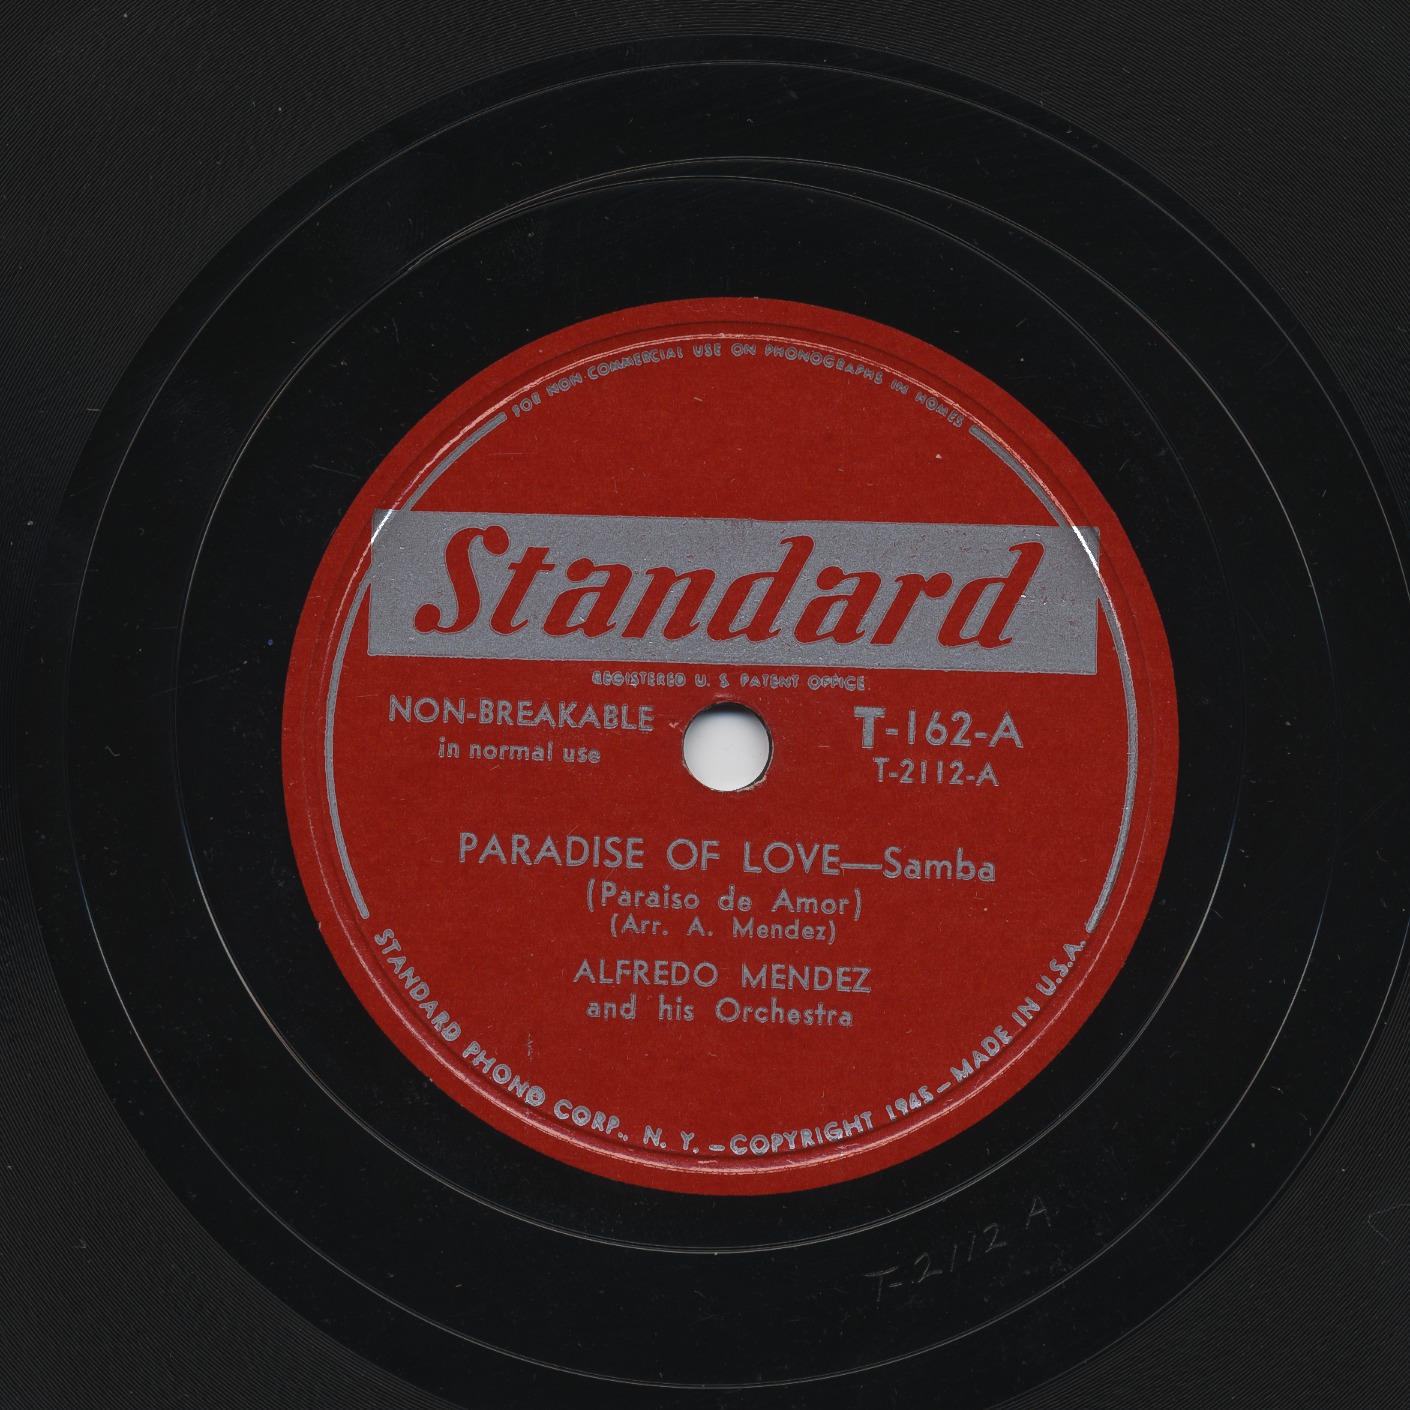 FOR NON-COMMERCIAL USE ON PHONOGRAPHS IN HOMES
Standard
REGISTERED U. S. PATENT OFFICE
NON-BREAKABLE
in normal use
T-162-A
T-2112-A
PARADISE OF LOVE—Samba
(Paraiso de Amor)
(Arr. A. Mendez)
ALFREDO MENDEZ
and his Orchestra
STANDARD PHONO CORP., N. Y. – COPYRIGHT 1945 – MADE IN U.S.A.
T-2112 A